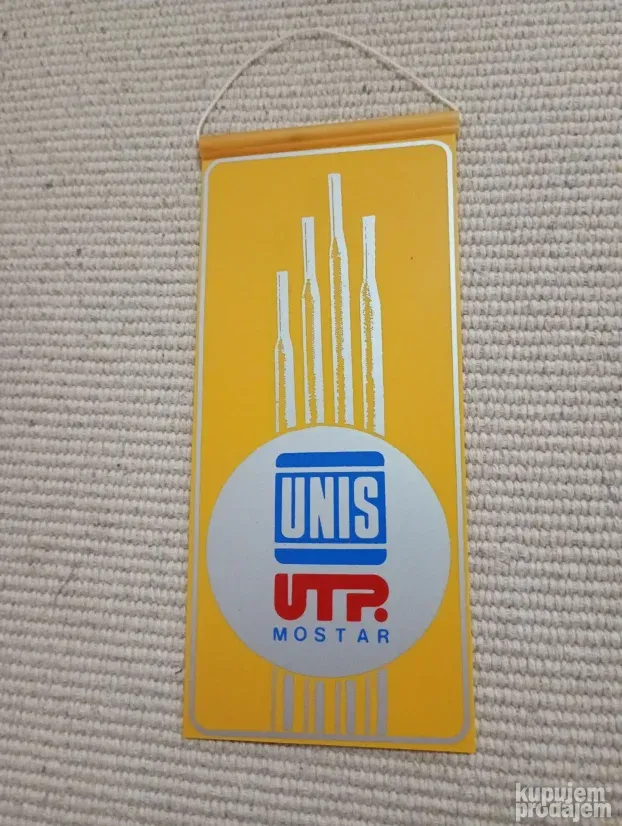 UNIS
UTP.
MOSTAR
kupujem
prodajem